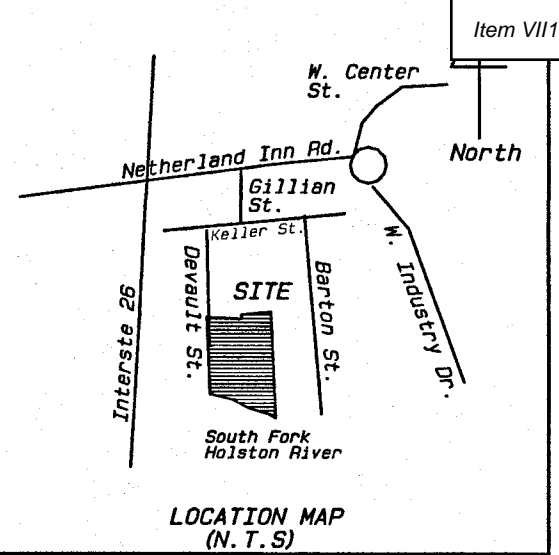 Item VII1
W. Center
St.
North
Netherland Inn Rd.
Gillian
St.
Keller St.
Devault St.
SITE
Barton St.
W. Industry Dr.
Interste 26
South Fork
Holston River
LOCATION MAP
(N.T.S)